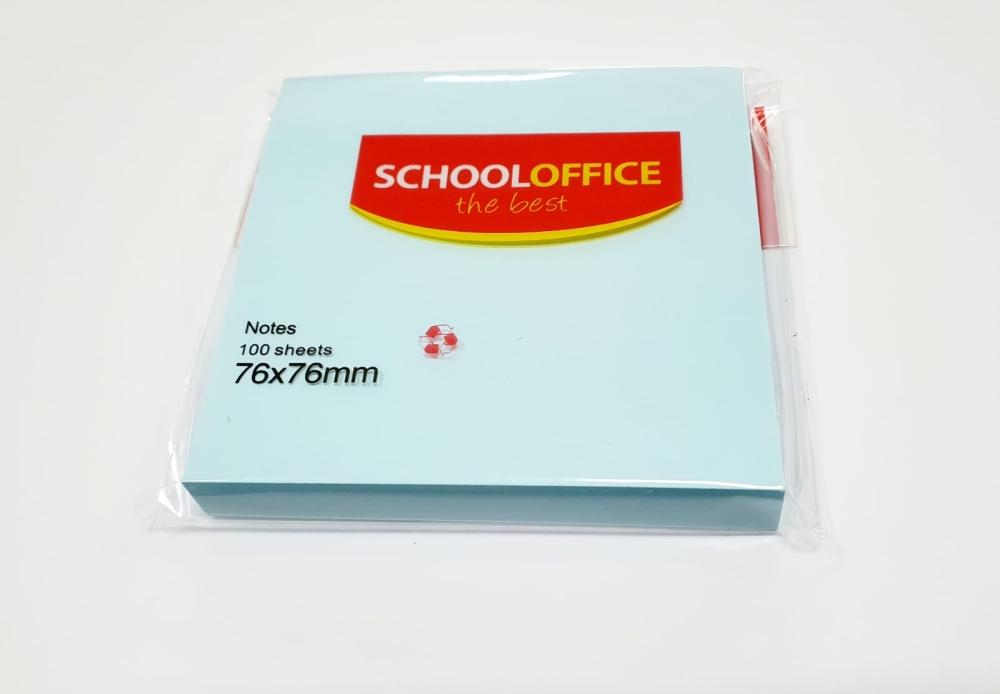 SCHOOLOFFICE
the best
Notes
100 sheets
76x76mm